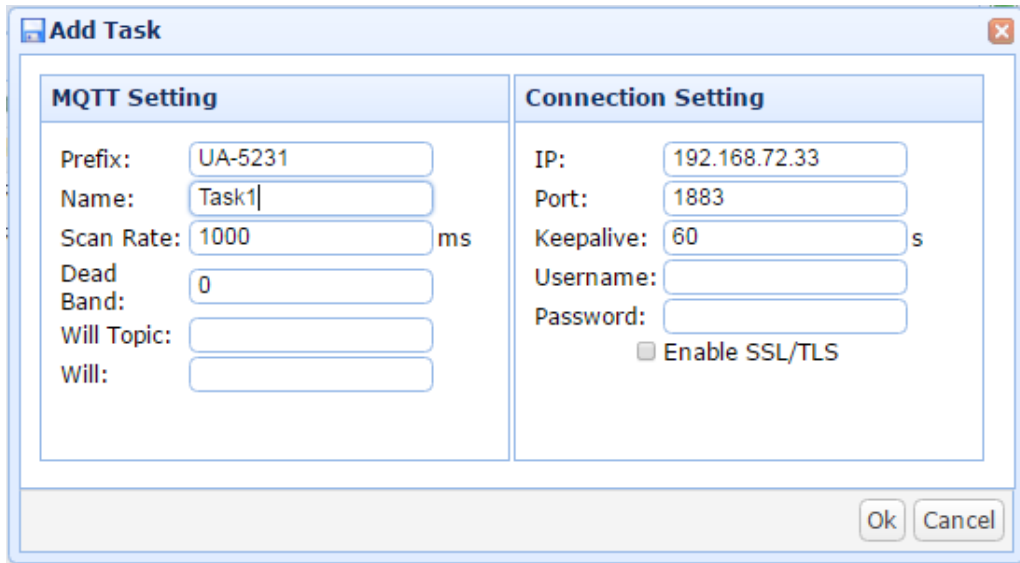 Add Task
MQTT Setting
Prefix: UA-5231
Name: Task1
Scan Rate: 1000 ms
Dead
Band: 0
Will Topic:
Will:
Connection Setting
IP: 192.168.72.33
Port: 1883
Keepalive: 60 s
Username:
Password:
Enable SSL/TLS
Ok Cancel